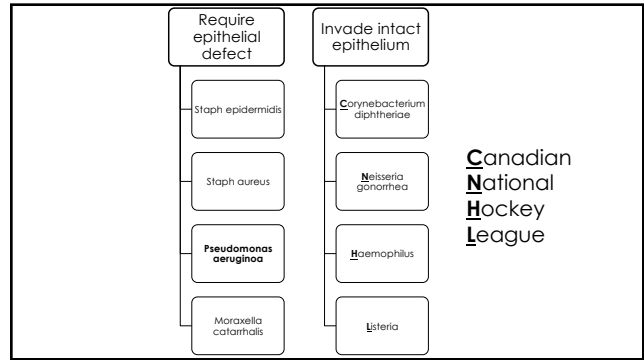 Require
epithelial
defect
Staph epidermidis
Staph aureus
Pseudomonas
aeruginoa
Moraxella
catarrhalis
Invade intact
epithelium
Corynebacterium
diphtheriae
Neisseria
gonorrhea
Haemophilus
Listeria
Canadian
National
Hockey
League